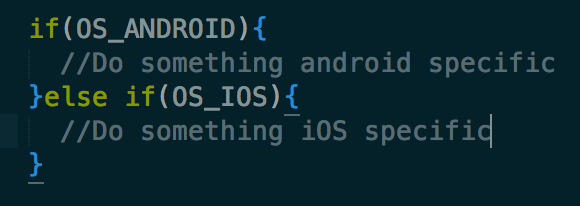 if(OS_ANDROID){
  //Do something android specific
}else if(OS_IOS){
  //Do something iOS specific
}